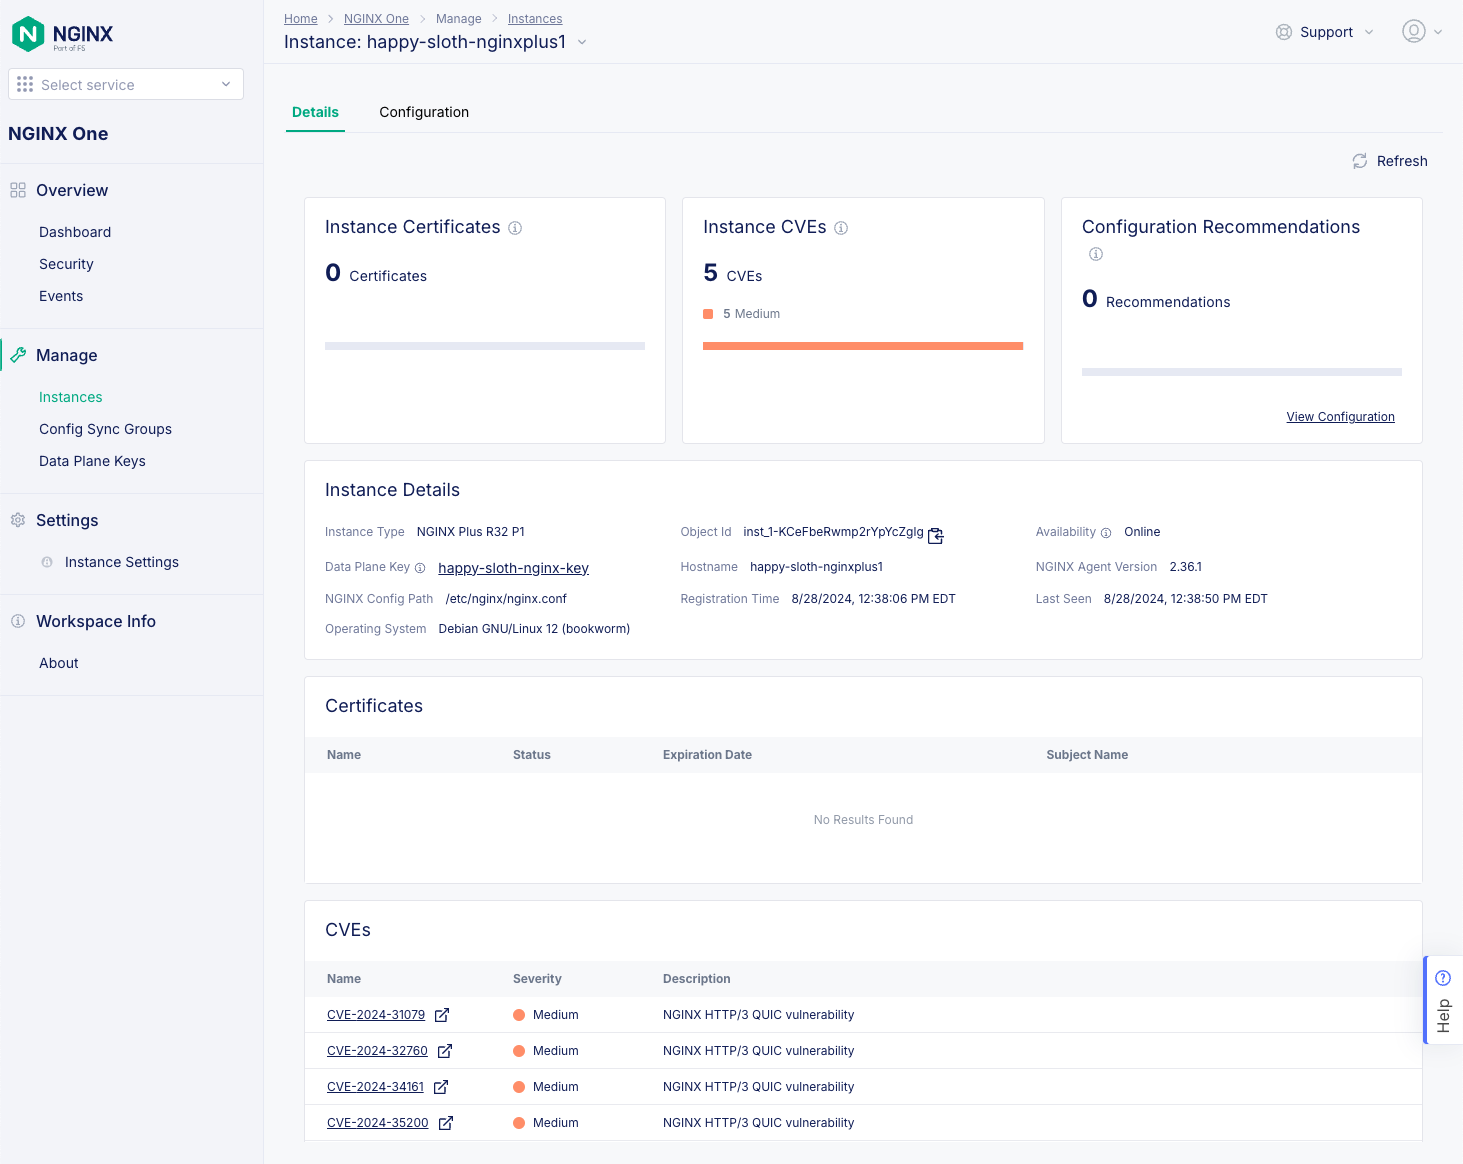 NGINX
Part of F5
Select service
NGINX One
Overview
Dashboard
Security
Events
Manage
Instances
Config Sync Groups
Data Plane Keys
Settings
Instance Settings
Workspace Info
About
Home > NGINX One > Manage > Instances
Instance: happy-sloth-nginxplus1
Support
Details Configuration
Refresh
Instance Certificates
0 Certificates
Instance CVEs
5 CVEs
5 Medium
Configuration Recommendations
0 Recommendations
View Configuration
Instance Details
Instance Type NGINX Plus R32 P1 Object Id inst_1-KCeFbeRwmp2rYpYcZglg Availability Online
Data Plane Key happy-sloth-nginx-key Hostname happy-sloth-nginxplus1 NGINX Agent Version 2.36.1
NGINX Config Path /etc/nginx/nginx.conf Registration Time 8/28/2024, 12:38:06 PM EDT Last Seen 8/28/2024, 12:38:50 PM EDT
Operating System Debian GNU/Linux 12 (bookworm)
Certificates
Name Status Expiration Date Subject Name
No Results Found
CVEs
Name Severity Description
CVE-2024-31079 Medium NGINX HTTP/3 QUIC vulnerability
CVE-2024-32760 Medium NGINX HTTP/3 QUIC vulnerability
CVE-2024-34161 Medium NGINX HTTP/3 QUIC vulnerability
CVE-2024-35200 Medium NGINX HTTP/3 QUIC vulnerability
Help